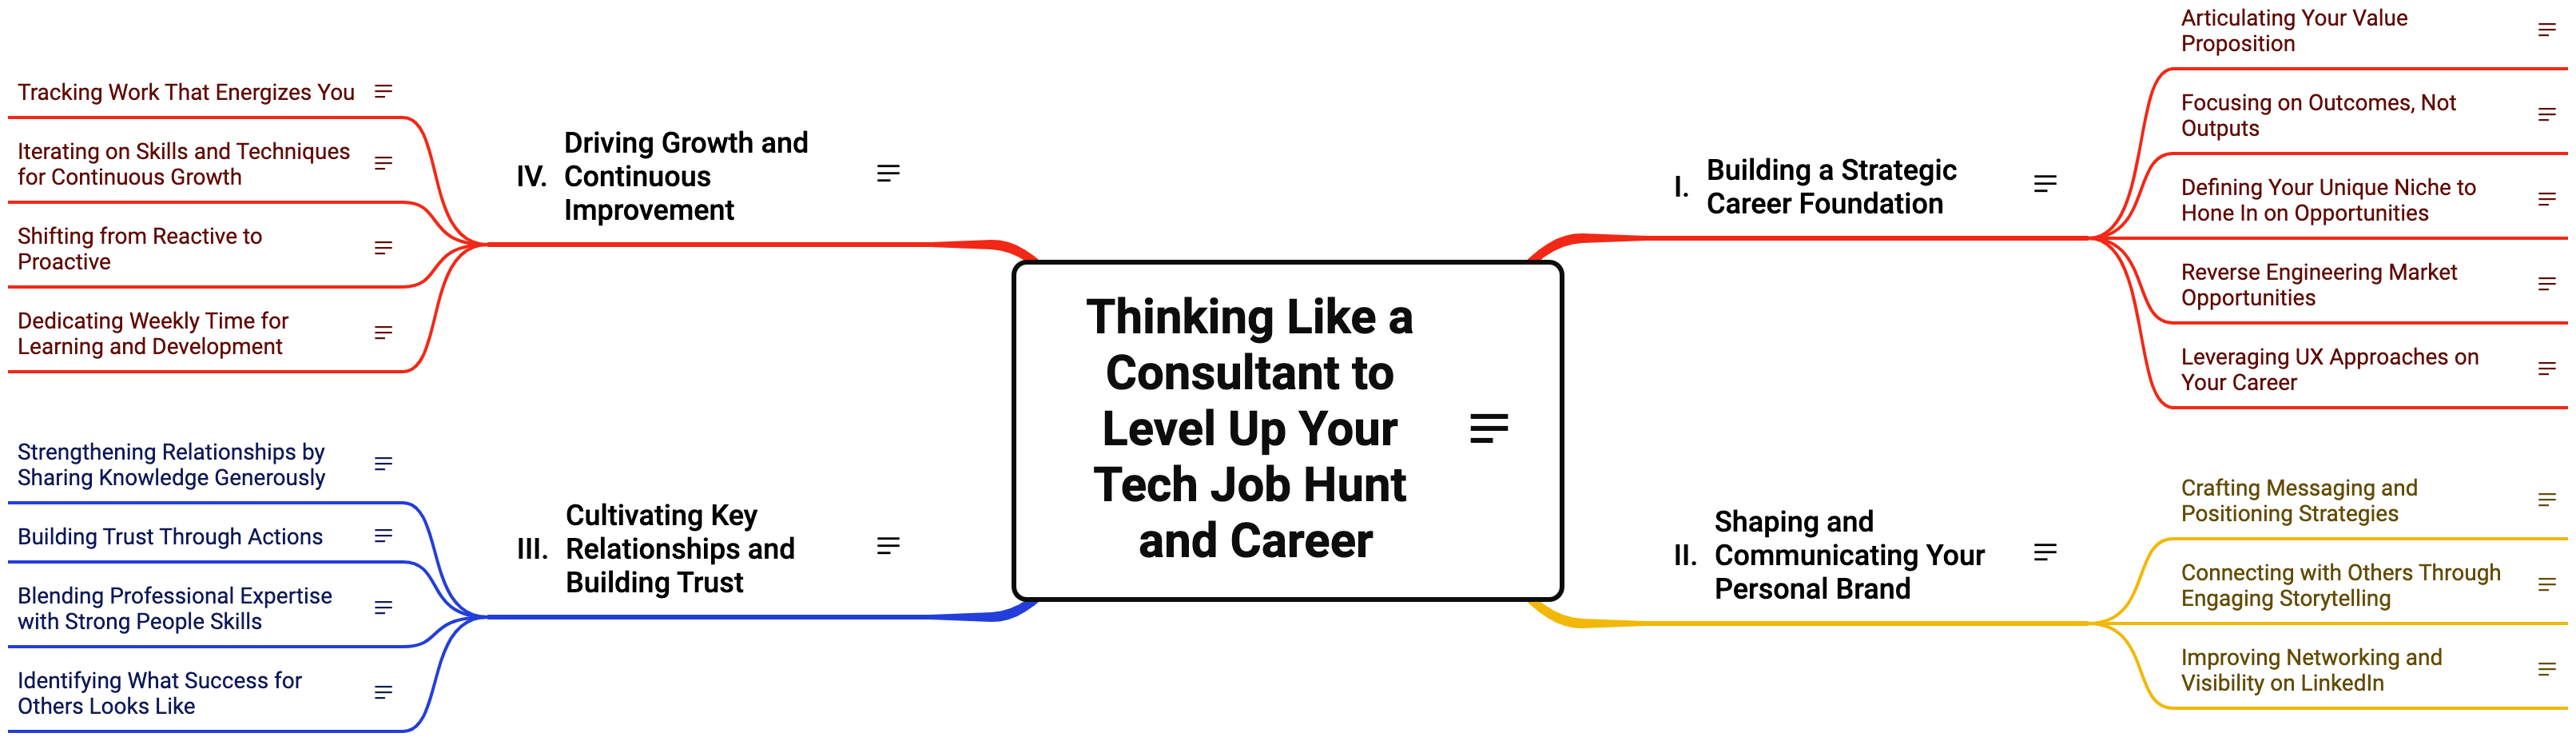 Thinking Like a
Consultant to
Level Up Your
Tech Job Hunt
and Career
I. Building a Strategic
Career Foundation
Articulating Your Value
Proposition
Focusing on Outcomes, Not
Outputs
Defining Your Unique Niche to
Hone In on Opportunities
Reverse Engineering Market
Opportunities
Leveraging UX Approaches on
Your Career
II. Shaping and
Communicating Your
Personal Brand
Crafting Messaging and
Positioning Strategies
Connecting with Others Through
Engaging Storytelling
Improving Networking and
Visibility on LinkedIn
III. Cultivating Key
Relationships and
Building Trust
Strengthening Relationships by
Sharing Knowledge Generously
Building Trust Through Actions
Blending Professional Expertise
with Strong People Skills
Identifying What Success for
Others Looks Like
IV. Driving Growth and
Continuous
Improvement
Tracking Work That Energizes You
Iterating on Skills and Techniques
for Continuous Growth
Shifting from Reactive to
Proactive
Dedicating Weekly Time for
Learning and Development